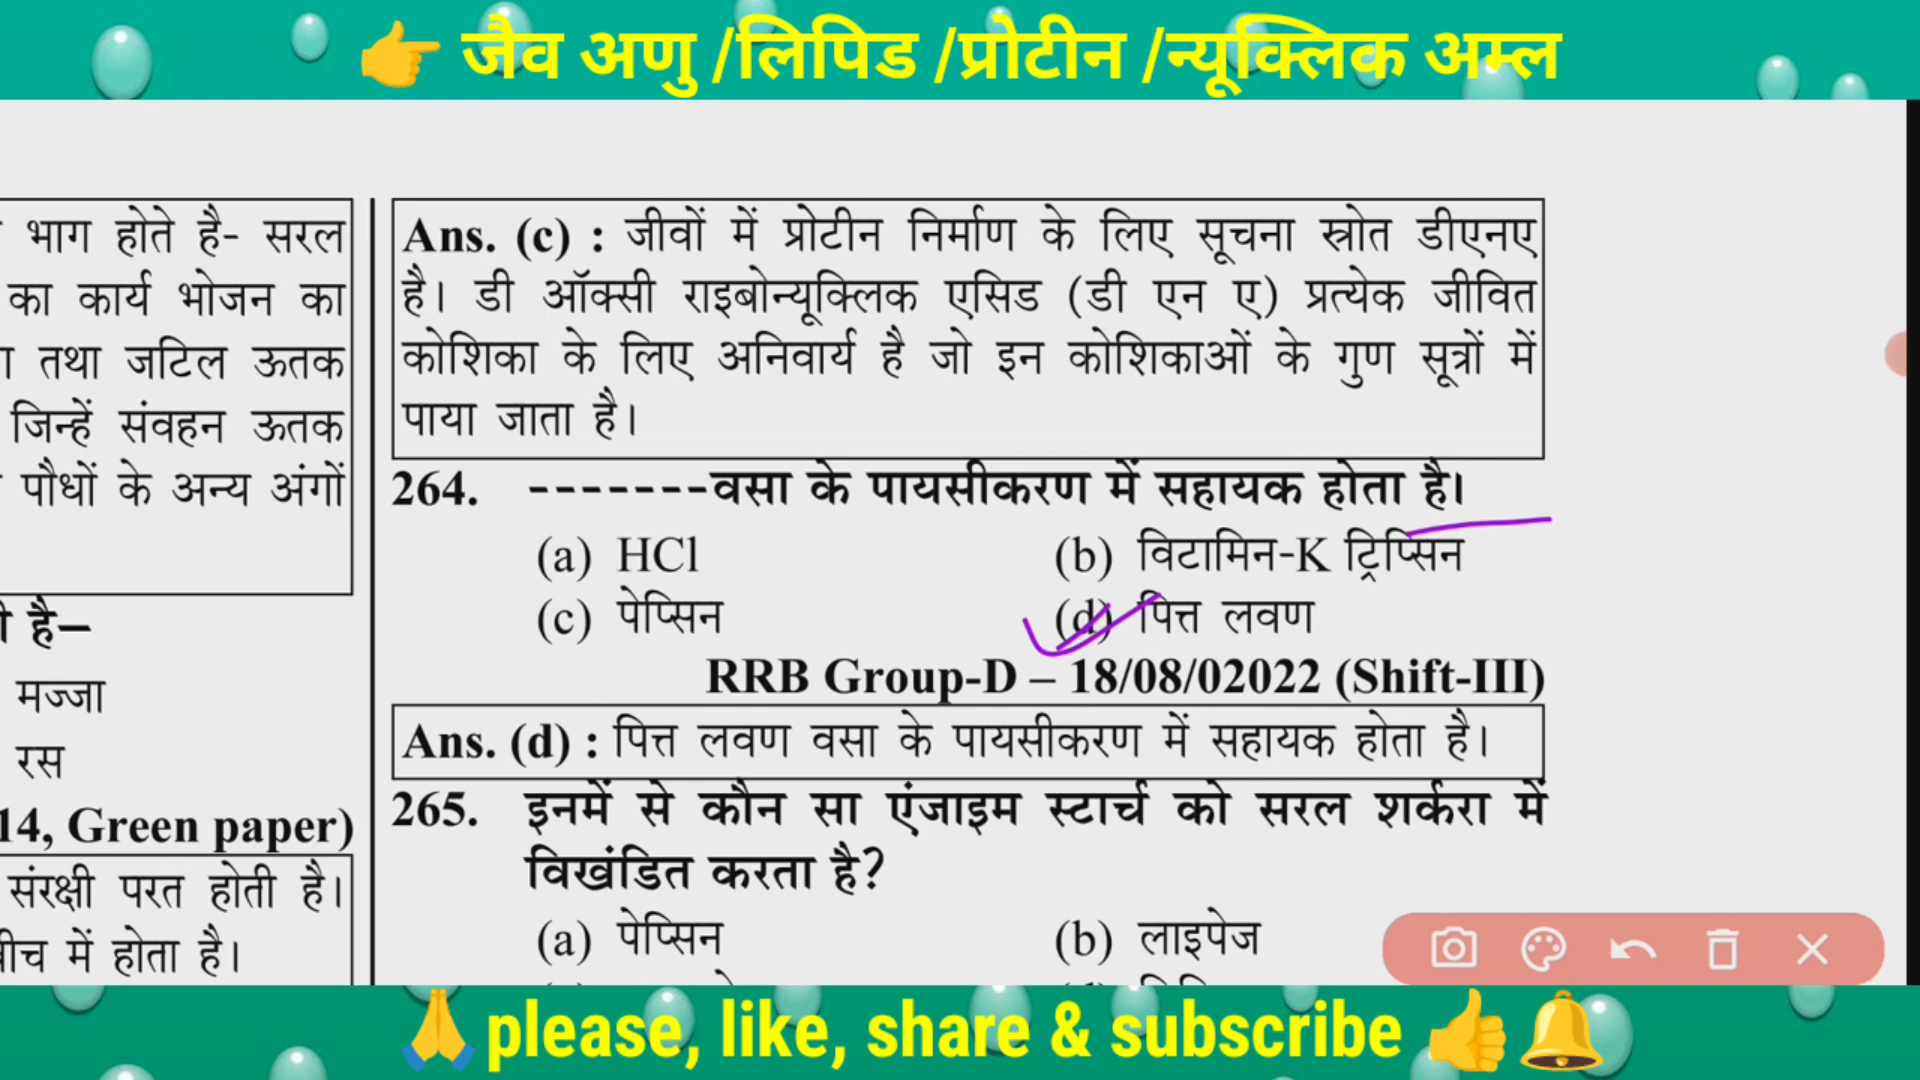 जैव अणु /लिपिड /प्रोटीन /न्यूक्लिक अम्ल
भाग होते है- सरल
का कार्य भोजन का
तथा जटिल ऊतक
जिन्हें संवहन ऊतक
पौधों के अन्य अंगों
है–
मज्जा
रस
14, Green paper)
संरक्षी परत होती है।
में होता है।
Ans. (c) : जीवों में प्रोटीन निर्माण के लिए सूचना स्रोत डीएनए
है। डी ऑक्सी राइबोन्यूक्लिक एसिड (डी एन ए) प्रत्येक जीवित
कोशिका के लिए अनिवार्य है जो इन कोशिकाओं के गुण सूत्रों में
पाया जाता है।
264. -------वसा के पायसीकरण में सहायक होता है।
(a) HCl (b) विटामिन-K ट्रिप्सिन
(c) पेप्सिन (d) पित्त लवण
RRB Group-D – 18/08/02022 (Shift-III)
Ans. (d) : पित्त लवण वसा के पायसीकरण में सहायक होता है।
265. इनमें से कौन सा एंजाइम स्टार्च को सरल शर्करा में
विखंडित करता है?
(a) पेप्सिन (b) लाइपेज
please, like, share & subscribe